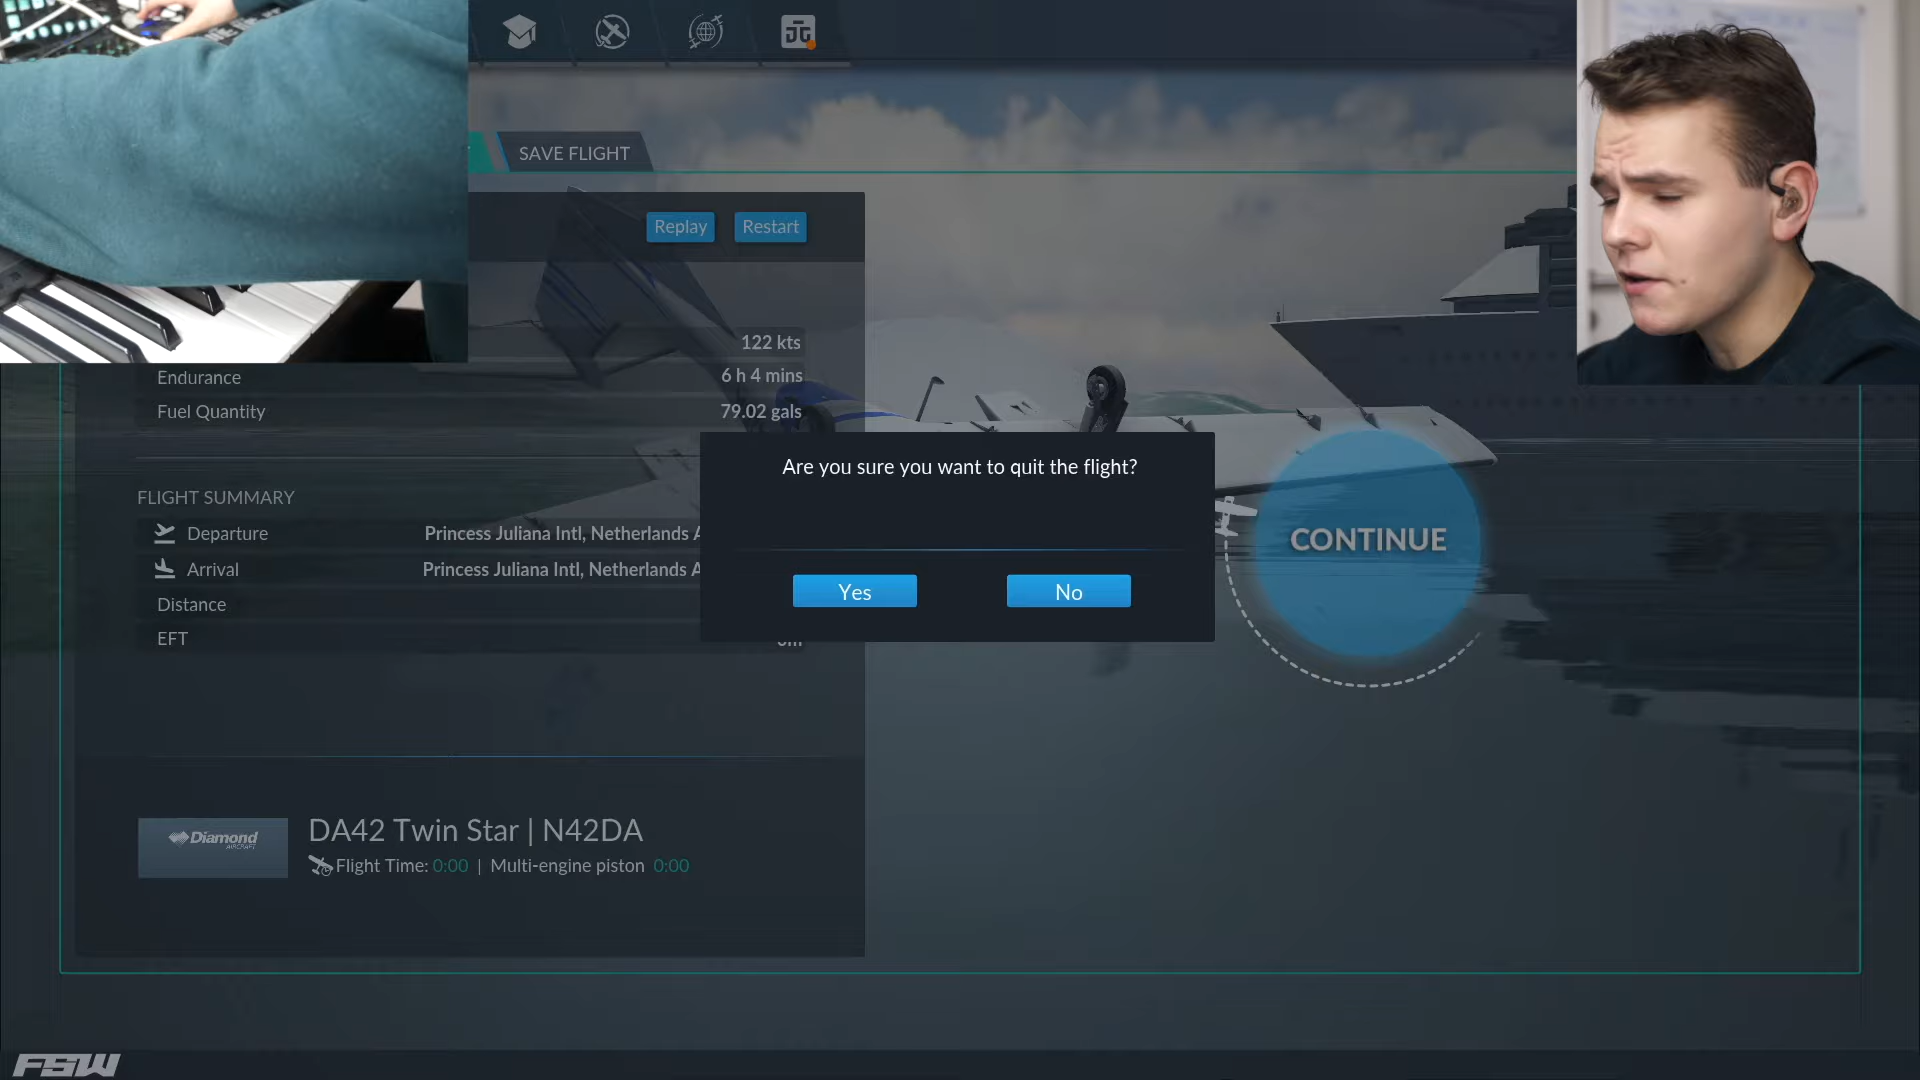 SAVE FLIGHT
Replay
Restart
122 kts
Endurance
6 h 4 mins
Fuel Quantity
79.02 gals
Are you sure you want to quit the flight?
Yes
No
CONTINUE
FLIGHT SUMMARY
Departure
Princess Juliana Intl, Netherlands
Arrival
Princess Juliana Intl, Netherlands
Distance
EFT
Diamond
AIRCRAFT
DA42 Twin Star | N42DA
Flight Time: 0:00 | Multi-engine piston 0:00
FSW